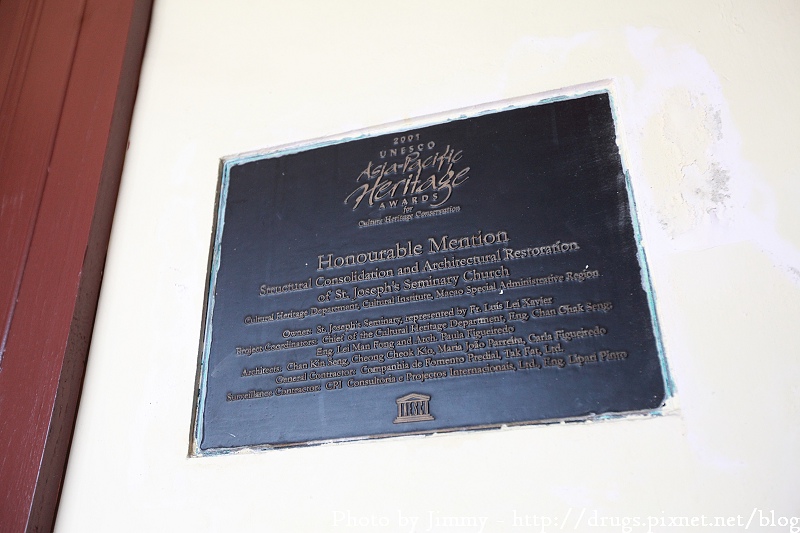 2001
UNESCO
Asia-Pacific
Heritage
AWARDS
for
Culture Heritage Conservation
Honourable Mention
Structural Consolidation and Architectural Restoration
of St. Joseph's Seminary Church
Cultural Heritage Department, Cultural Institute, Macao Special Administrative Region
Owner: St. Joseph's Seminary, represented by Fr. Luis Lei Xavier
Project Coordinators: Chief of the Cultural Heritage Department, Eng. Chan Chak Seng,
Eng. Lei Man Fong and Arch. Paula Figueiredo
Architects: Chan Kin Seng, Cheong Cheok Kio, Maria João Parreira, Carla Figueiredo
General Contractor: Companhia de Fomento Predial, Tak Fat, Ltd.
Surveillance Contractor: CPI Consultoria e Projectos Internacionais, Ltd., Eng. Lipari Pinto
UNESCO
Photo by Jimmy - http://drugs.pixnet.net/blog